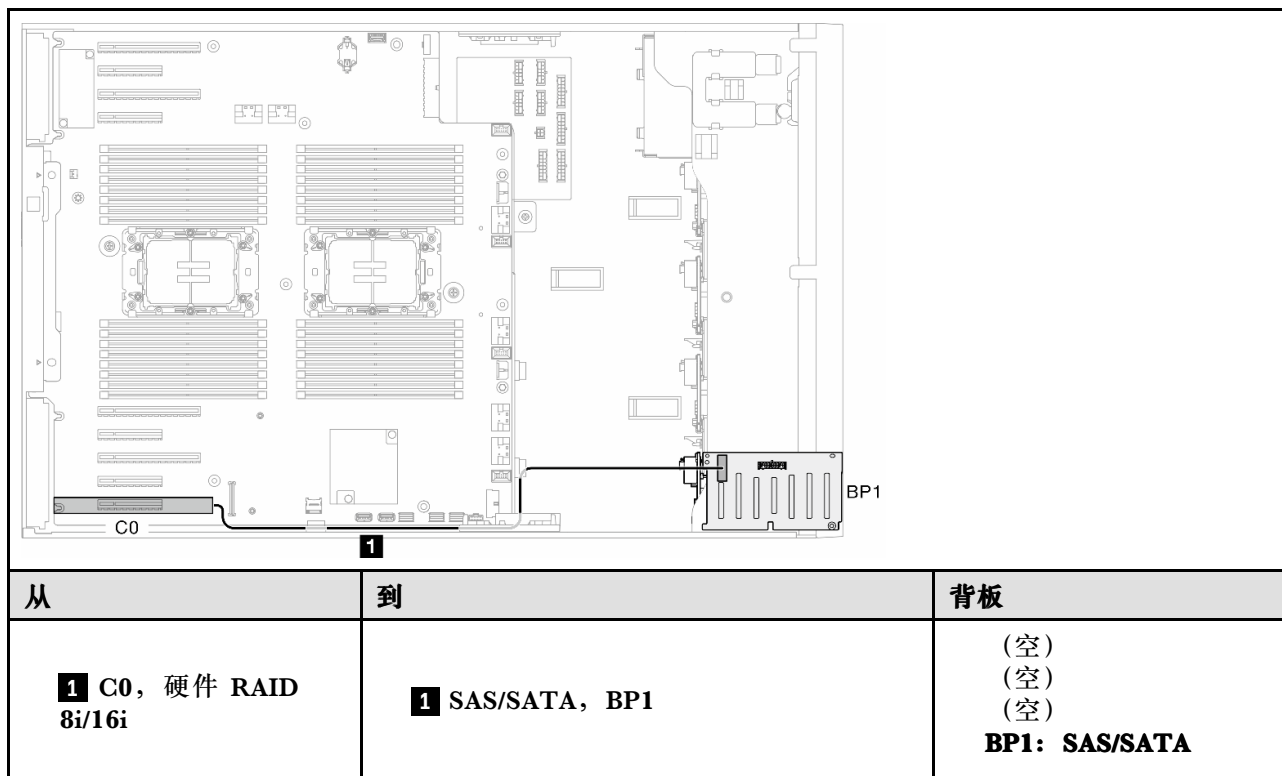 C0
BP1
1
从 到 背板
1 C0，硬件 RAID
8i/16i
1 SAS/SATA，BP1
(空)
(空)
(空)
BP1：SAS/SATA